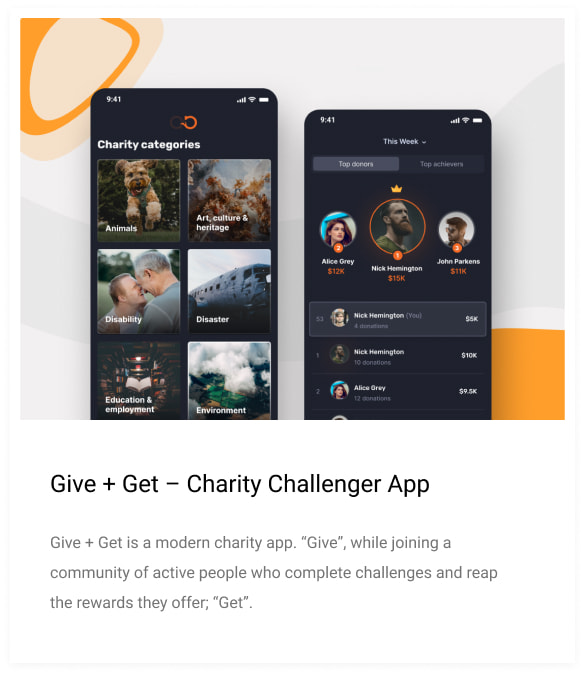 9:41
Charity categories
Animals
Art, culture &
heritage
Disability
Disaster
Education &
employment
Environment
9:41
This Week
Top donors
Top achievers
2
1
3
Alice Grey
$12K
Nick Hemington
$15K
John Parkens
$11K
53 Nick Hemington (You) $5K
4 donations
1 Nick Hemington $10K
10 donations
2 Alice Grey $9.5K
12 donations
Give + Get – Charity Challenger App
Give + Get is a modern charity app. “Give”, while joining a
community of active people who complete challenges and reap
the rewards they offer; “Get”.